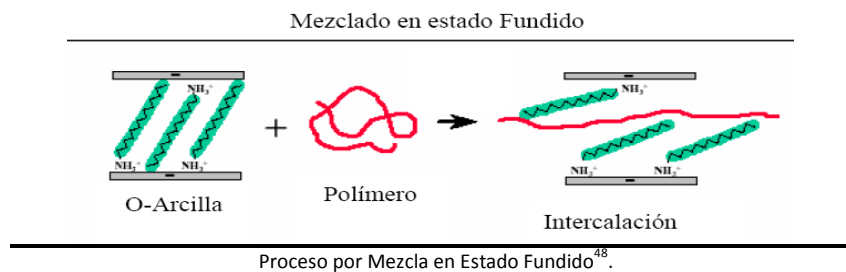 Mezclado en estado Fundido
NH₃⁺
NH₃⁺
NH₃⁺
+
O-Arcilla
Polímero
NH₃⁺
NH₃⁺
NH₃⁺
Intercalación
Proceso por Mezcla en Estado Fundido⁴⁸.